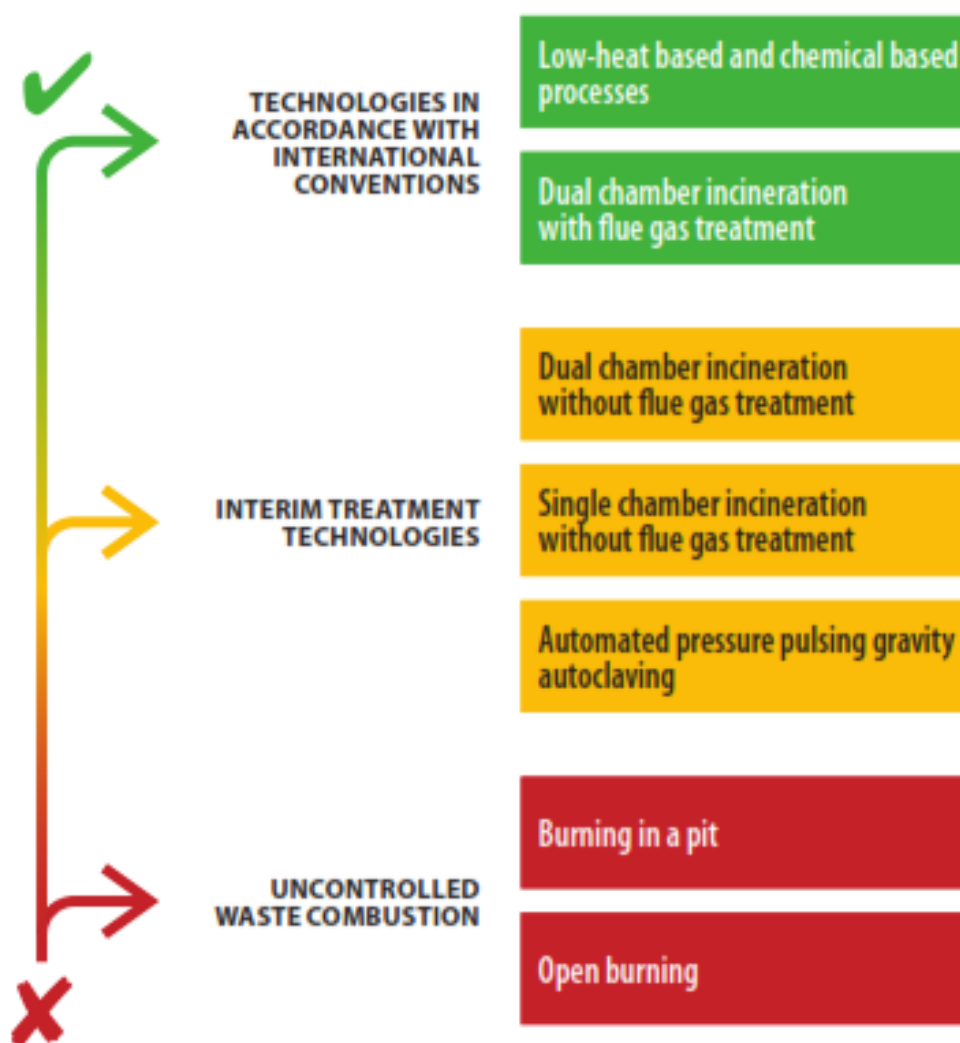 TECHNOLOGIES IN
ACCORDANCE WITH
INTERNATIONAL
CONVENTIONS
Low-heat based and chemical based
processes
Dual chamber incineration
with flue gas treatment
INTERIM TREATMENT
TECHNOLOGIES
Dual chamber incineration
without flue gas treatment
Single chamber incineration
without flue gas treatment
Automated pressure pulsing gravity
autoclaving
UNCONTROLLED
WASTE COMBUSTION
Burning in a pit
Open burning